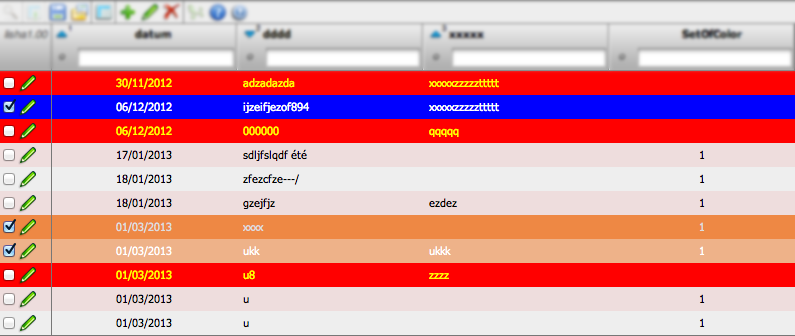 datum dddd xxxxx SetOfColor
30/11/2012 adzadazda xxxxxzzzzzttttt
06/12/2012 ijzeifjezof894 xxxxxzzzzzttttt
06/12/2012 000000 qqqqq
17/01/2013 sdljfslqdf été 1
18/01/2013 zfezcfze---/ 1
18/01/2013 gzejfjz ezdez 1
01/03/2013 xxxx 1
01/03/2013 ukk ukkk 1
01/03/2013 u8 zzzz
01/03/2013 u 1
01/03/2013 u 1